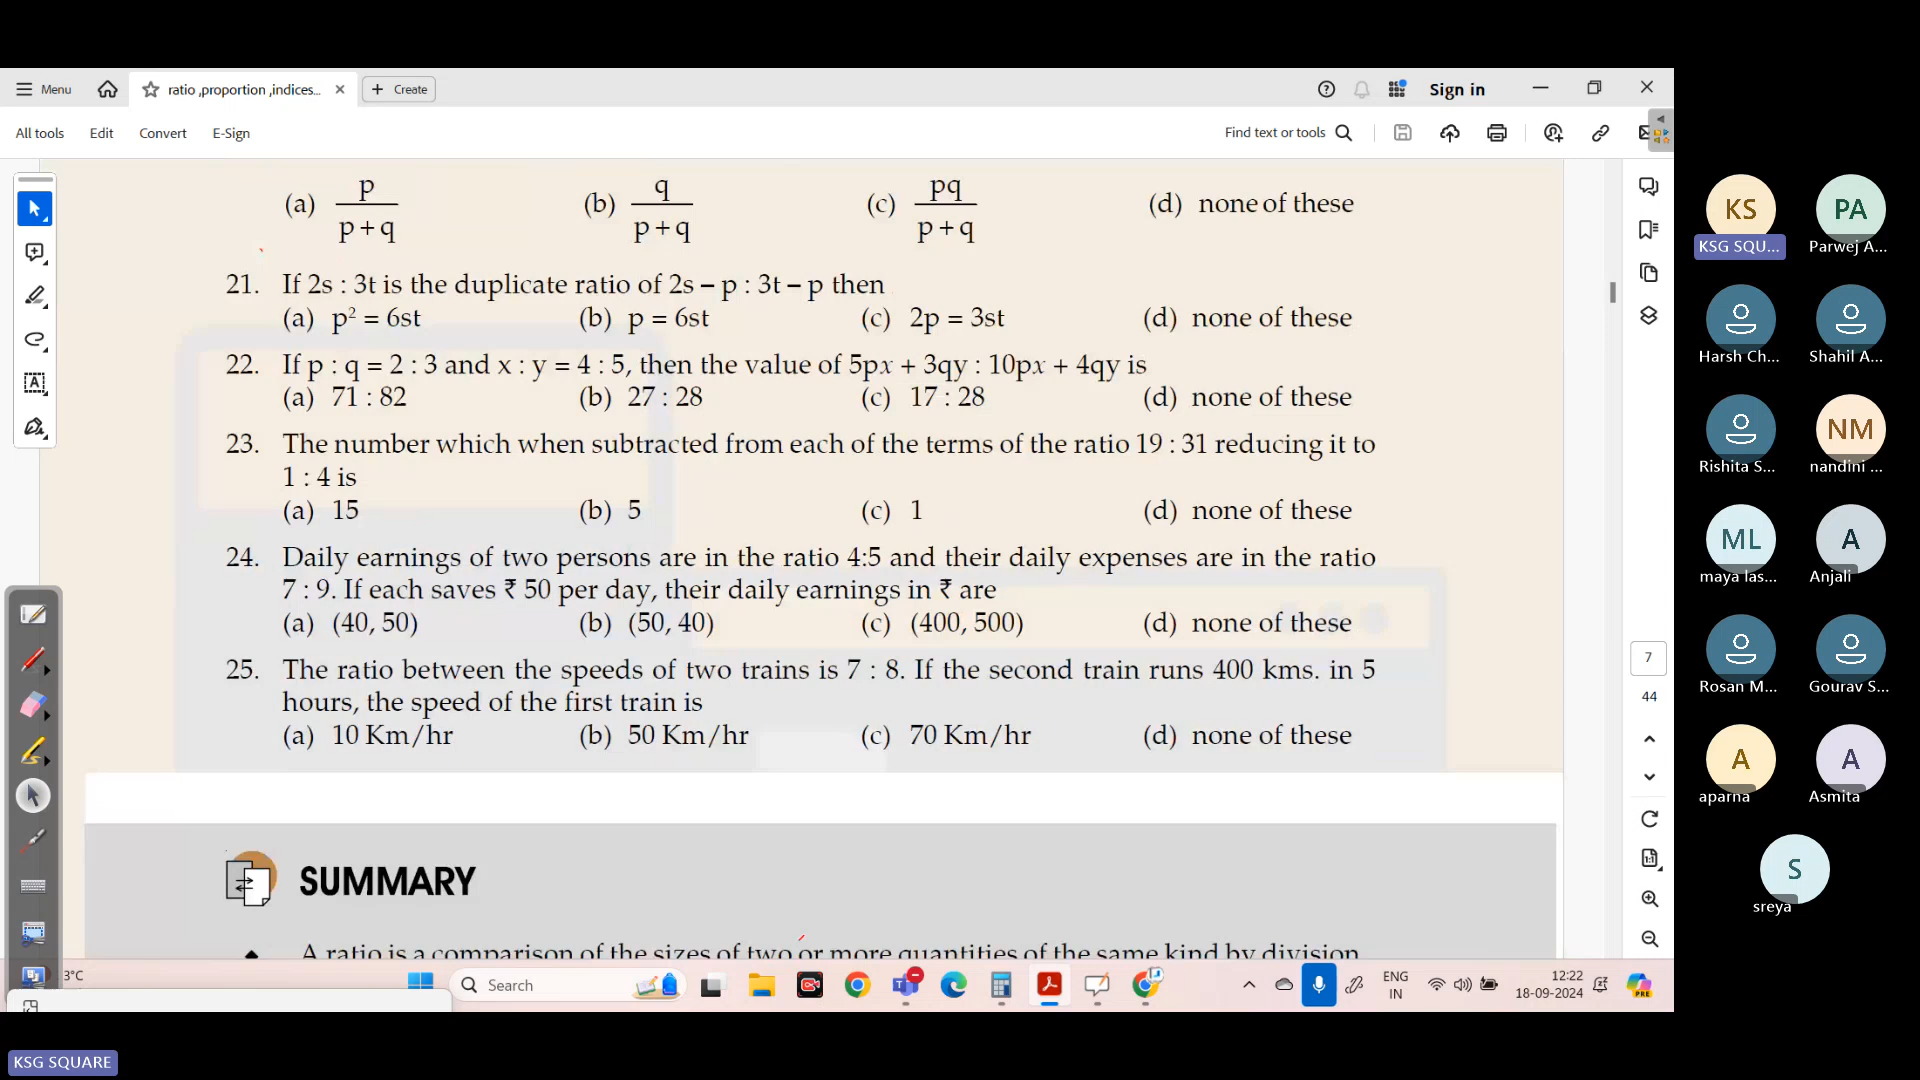 Menu
ratio ,proportion ,indices...
Create
Sign in
All tools
Edit
Convert
E-Sign
Find text or tools
(a) p/(p + q) (b) q/(p + q) (c) pq/(p + q) (d) none of these
21. If 2s : 3t is the duplicate ratio of 2s – p : 3t – p then
(a) p² = 6st (b) p = 6st (c) 2p = 3st (d) none of these
22. If p : q = 2 : 3 and x : y = 4 : 5, then the value of 5px + 3qy : 10px + 4qy is
(a) 71 : 82 (b) 27 : 28 (c) 17 : 28 (d) none of these
23. The number which when subtracted from each of the terms of the ratio 19 : 31 reducing it to
1 : 4 is
(a) 15 (b) 5 (c) 1 (d) none of these
24. Daily earnings of two persons are in the ratio 4:5 and their daily expenses are in the ratio
7 : 9. If each saves ₹ 50 per day, their daily earnings in ₹ are
(a) (40, 50) (b) (50, 40) (c) (400, 500) (d) none of these
25. The ratio between the speeds of two trains is 7 : 8. If the second train runs 400 kms. in 5
hours, the speed of the first train is
(a) 10 Km/hr (b) 50 Km/hr (c) 70 Km/hr (d) none of these
SUMMARY
A ratio is a comparison of the sizes of two or more quantities of the same kind by division
7
44
3°C
Search
ENG
IN
12:22
18-09-2024
PRE
KS
KSG SQU...
PA
Parwej A...
Harsh Ch...
Shahil A...
Rishita S...
NM
nandini ...
ML
maya las...
A
Anjali
Rosan M...
Gourav S...
A
aparna
A
Asmita
S
sreya
KSG SQUARE